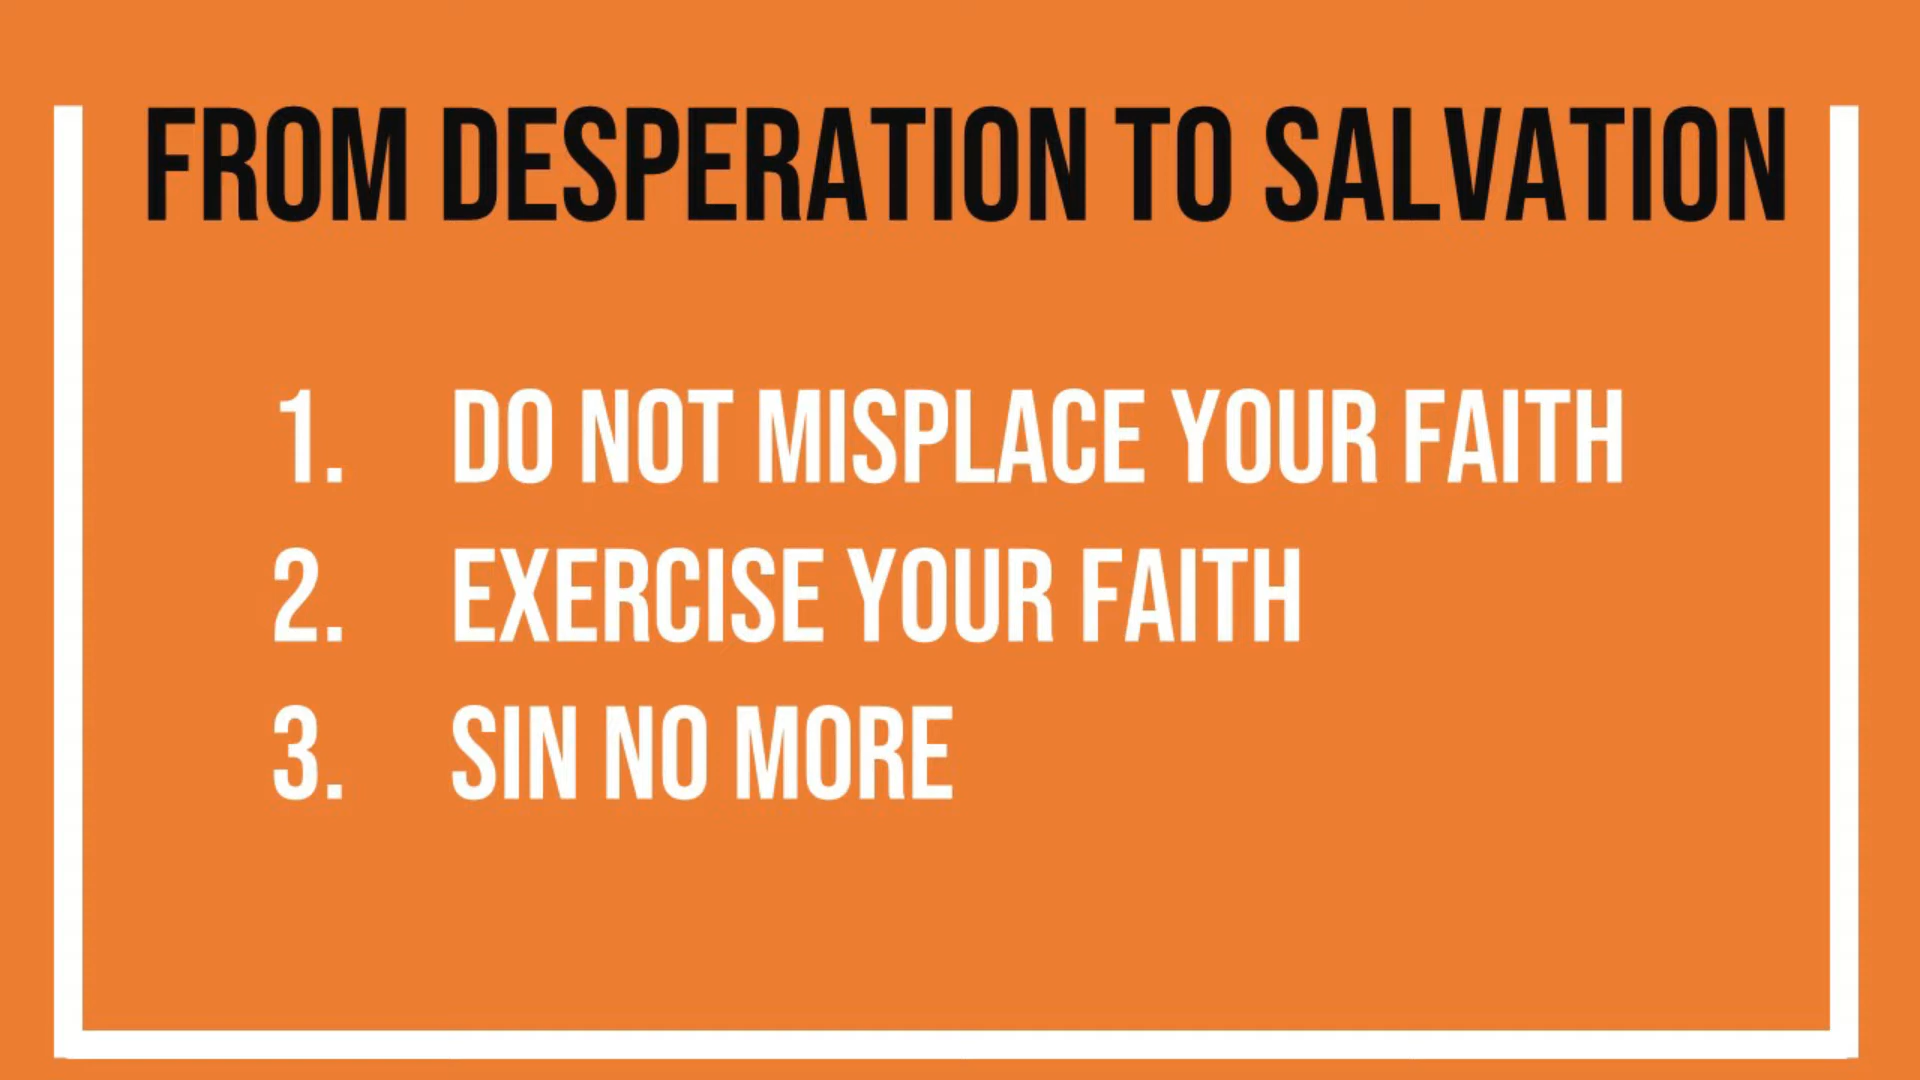 FROM DESPERATION TO SALVATION
1. DO NOT MISPLACE YOUR FAITH
2. EXERCISE YOUR FAITH
3. SIN NO MORE